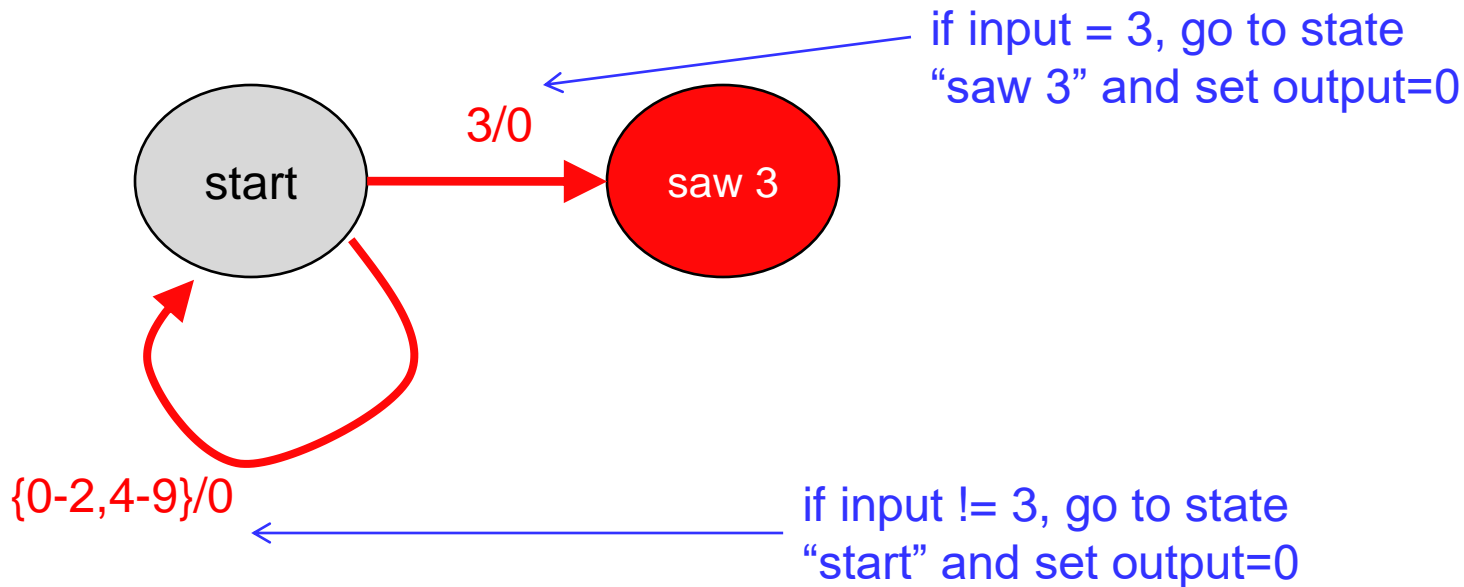 if input = 3, go to state
“saw 3” and set output=0
3/0
start
saw 3
{0-2,4-9}/0
if input != 3, go to state
“start” and set output=0